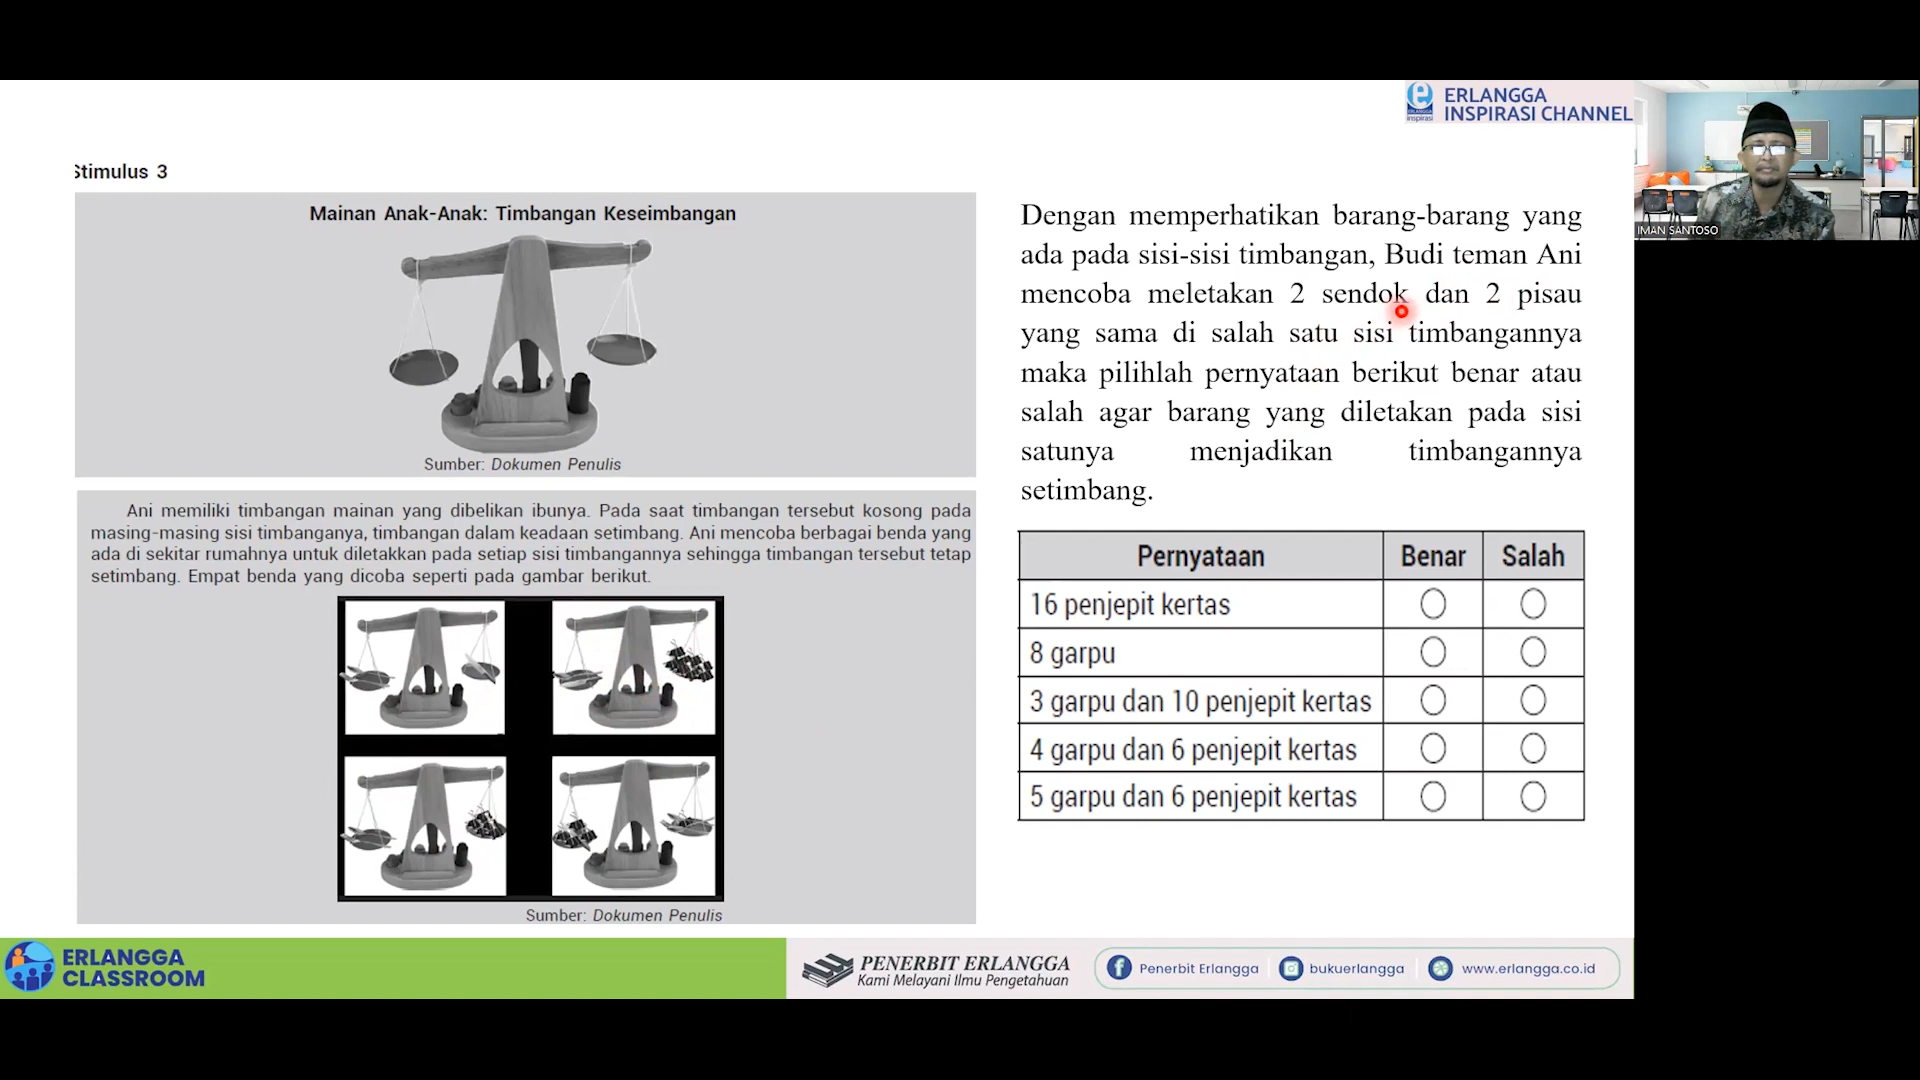 ERLANGGA
INSPIRASI CHANNEL
inspirasi
IMAN SANTOSO
Stimulus 3
Mainan Anak-Anak: Timbangan Keseimbangan
Sumber: Dokumen Penulis
Ani memiliki timbangan mainan yang dibelikan ibunya. Pada saat timbangan tersebut kosong pada
masing-masing sisi timbanganya, timbangan dalam keadaan setimbang. Ani mencoba berbagai benda yang
ada di sekitar rumahnya untuk diletakkan pada setiap sisi timbangannya sehingga timbangan tersebut tetap
setimbang. Empat benda yang dicoba seperti pada gambar berikut.
Sumber: Dokumen Penulis
Dengan memperhatikan barang-barang yang
ada pada sisi-sisi timbangan, Budi teman Ani
mencoba meletakan 2 sendok dan 2 pisau
yang sama di salah satu sisi timbangannya
maka pilihlah pernyataan berikut benar atau
salah agar barang yang diletakan pada sisi
satunya menjadikan timbangannya
setimbang.
Pernyataan Benar Salah
16 penjepit kertas
8 garpu
3 garpu dan 10 penjepit kertas
4 garpu dan 6 penjepit kertas
5 garpu dan 6 penjepit kertas
ERLANGGA
CLASSROOM
PENERBIT ERLANGGA
Kami Melayani Ilmu Pengetahuan
Penerbit Erlangga
bukuerlangga
www.erlangga.co.id